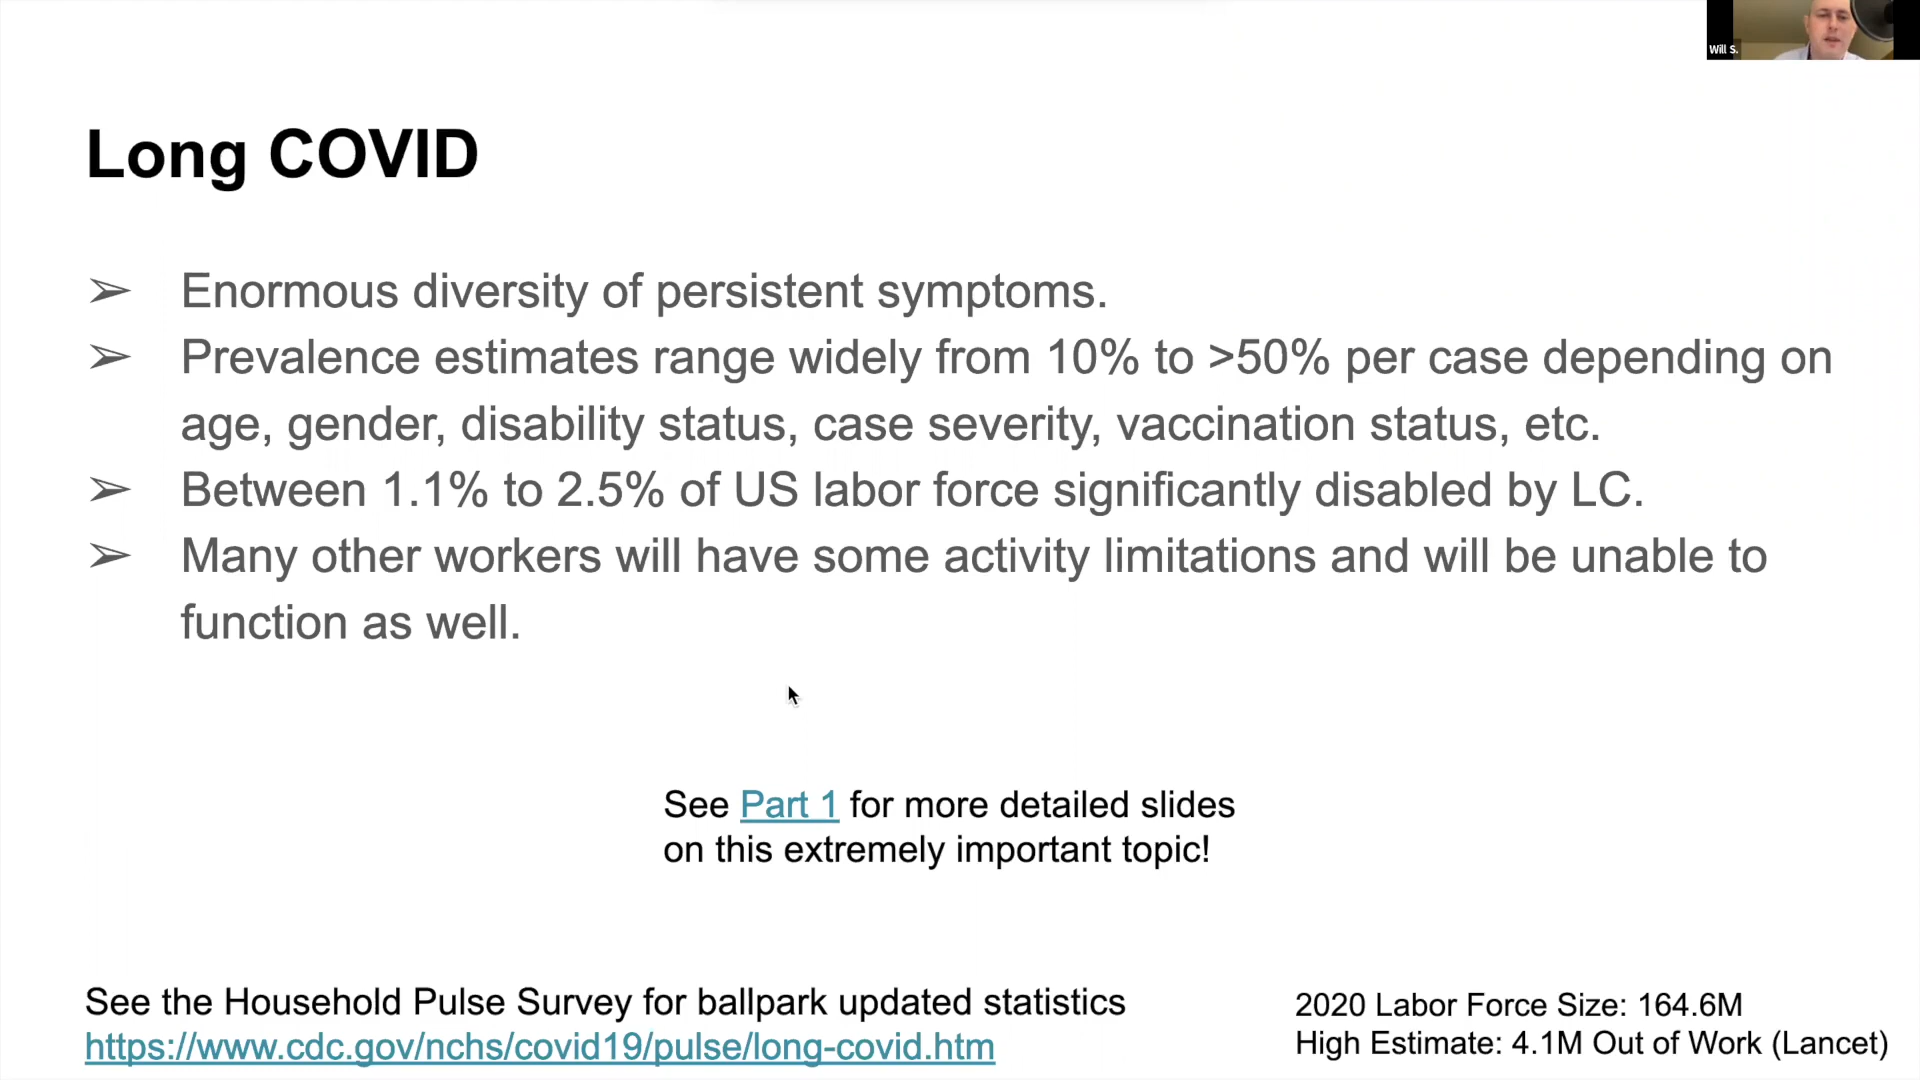 Will S.
Long COVID
➢ Enormous diversity of persistent symptoms.
➢ Prevalence estimates range widely from 10% to >50% per case depending on
age, gender, disability status, case severity, vaccination status, etc.
➢ Between 1.1% to 2.5% of US labor force significantly disabled by LC.
➢ Many other workers will have some activity limitations and will be unable to
function as well.
See Part 1 for more detailed slides
on this extremely important topic!
See the Household Pulse Survey for ballpark updated statistics
https://www.cdc.gov/nchs/covid19/pulse/long-covid.htm
2020 Labor Force Size: 164.6M
High Estimate: 4.1M Out of Work (Lancet)